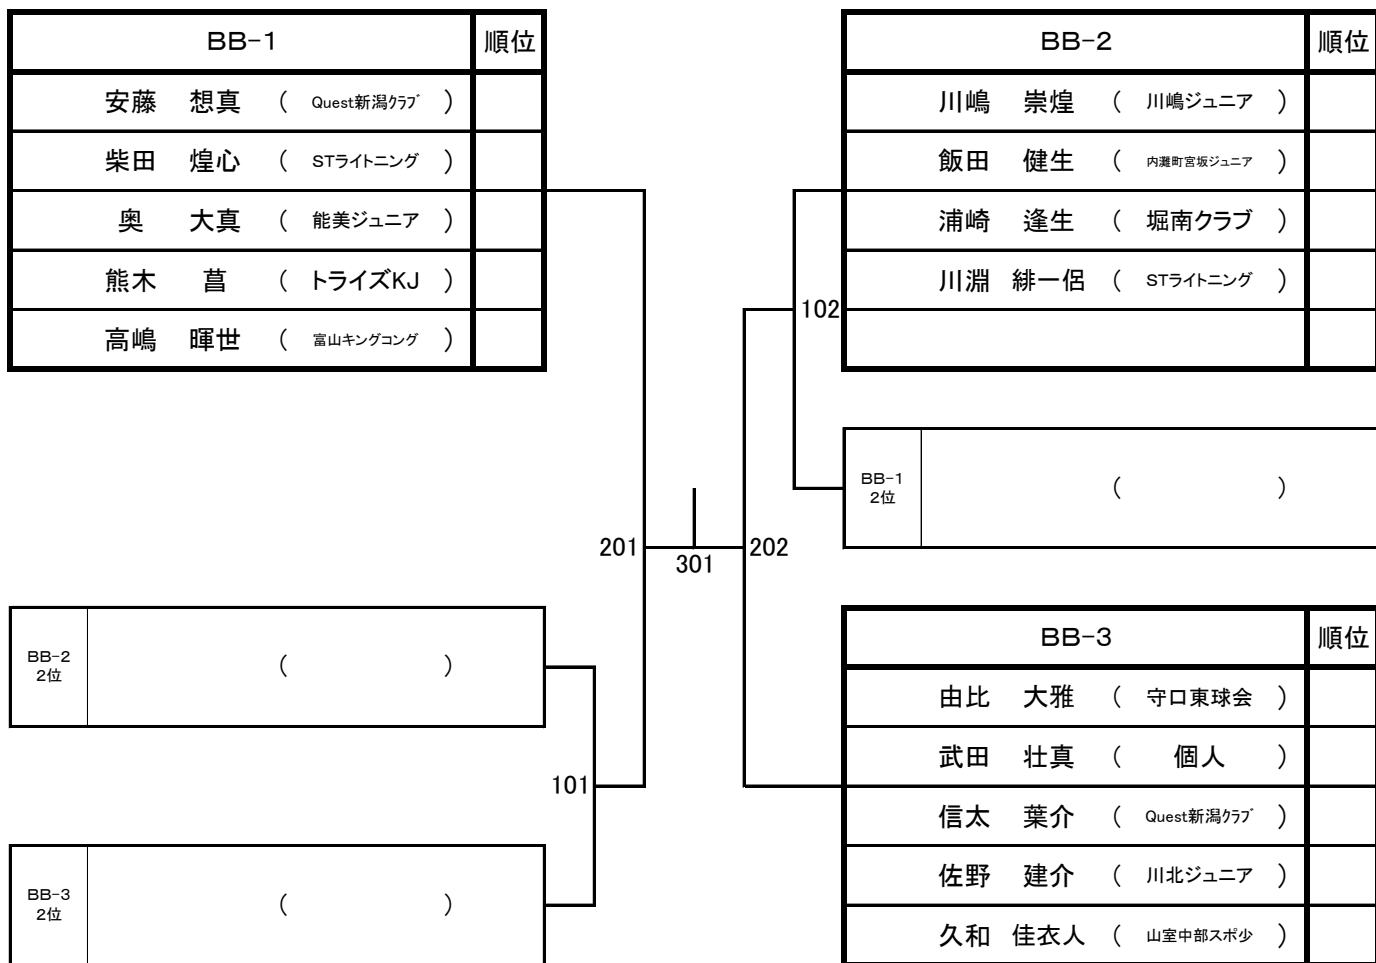 BB-1 順位
安藤 想真 ( Quest新潟ｸﾗﾌﾞ )
柴田 煌心 ( STライトニング )
奥 大真 ( 能美ジュニア )
熊木 菖 ( トライズKJ )
高嶋 暉世 ( 富山キングコング )
BB-2 順位
川嶋 崇煌 ( 川嶋ジュニア )
飯田 健生 ( 内灘町宮坂ジュニア )
浦崎 逢生 ( 堀南クラブ )
川淵 緋一侶 ( STライトニング )
102
BB-1
2位
( )
201
301
202
BB-2
2位
( )
101
BB-3
2位
( )
BB-3 順位
由比 大雅 ( 守口東球会 )
武田 壮真 ( 個人 )
信太 葉介 ( Quest新潟ｸﾗﾌﾞ )
佐野 建介 ( 川北ジュニア )
久和 佳衣人 ( 山室中部スポ少 )